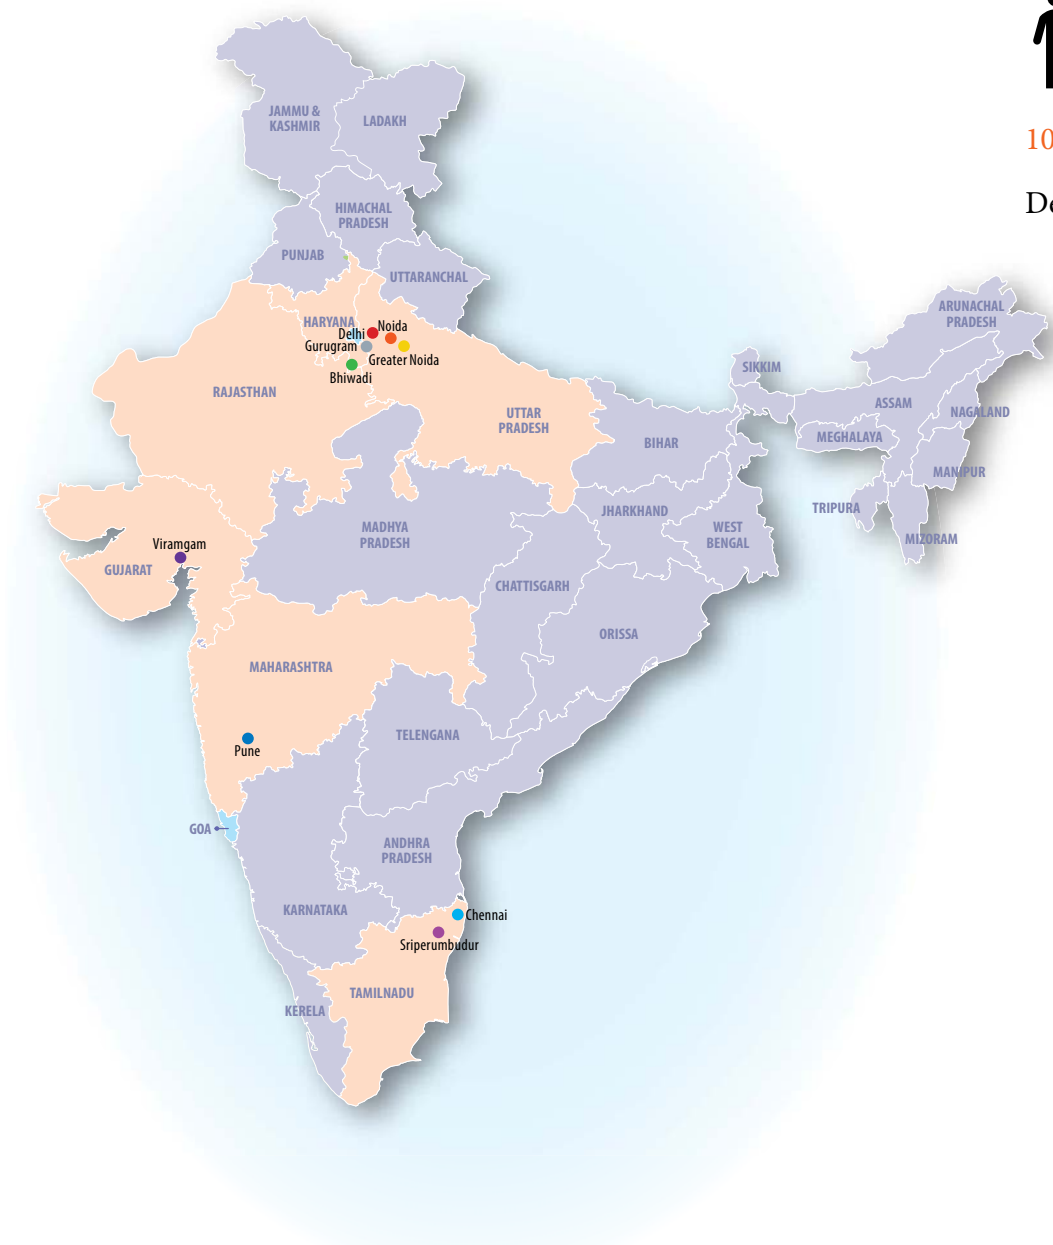 JAMMU &
KASHMIR
LADAKH
10
De
HIMACHAL
PRADESH
PUNJAB
UTTARANCHAL
ARUNACHAL
PRADESH
HARYANA
Delhi
Noida
Gurugram
Greater Noida
Bhiwadi
RAJASTHAN
UTTAR
PRADESH
SIKKIM
ASSAM
NAGALAND
MEGHALAYA
BIHAR
MANIPUR
TRIPURA
MIZORAM
JHARKHAND
WEST
BENGAL
MADHYA
PRADESH
Viramgam
GUJARAT
CHATTISGARH
ORISSA
MAHARASHTRA
TELENGANA
Pune
GOA
ANDHRA
PRADESH
KARNATAKA
Chennai
Sriperumbudur
TAMILNADU
KERELA